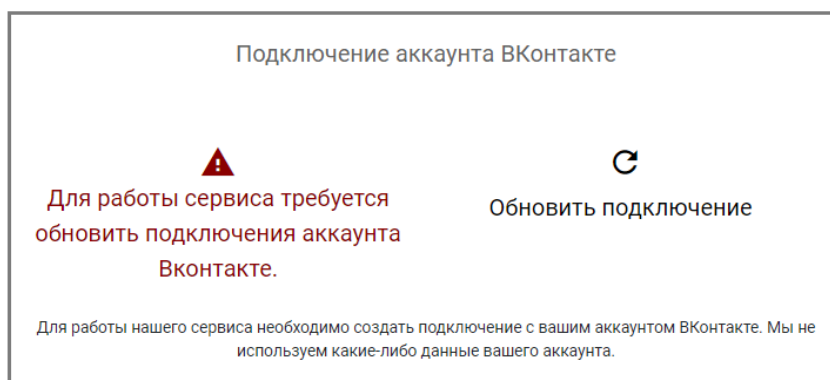 Подключение аккаунта ВКонтакте
Для работы сервиса требуется
обновить подключения аккаунта
Вконтакте.
Обновить подключение
Для работы нашего сервиса необходимо создать подключение с вашим аккаунтом ВКонтакте. Мы не
используем какие-либо данные вашего аккаунта.